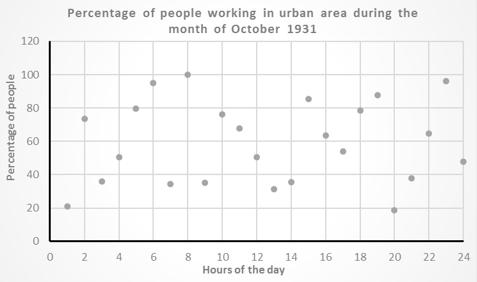 Percentage of people working in urban area during the
month of October 1931
120
100
80
60
40
20
0
Percentage of people
0 2 4 6 8 10 12 14 16 18 20 22 24
Hours of the day